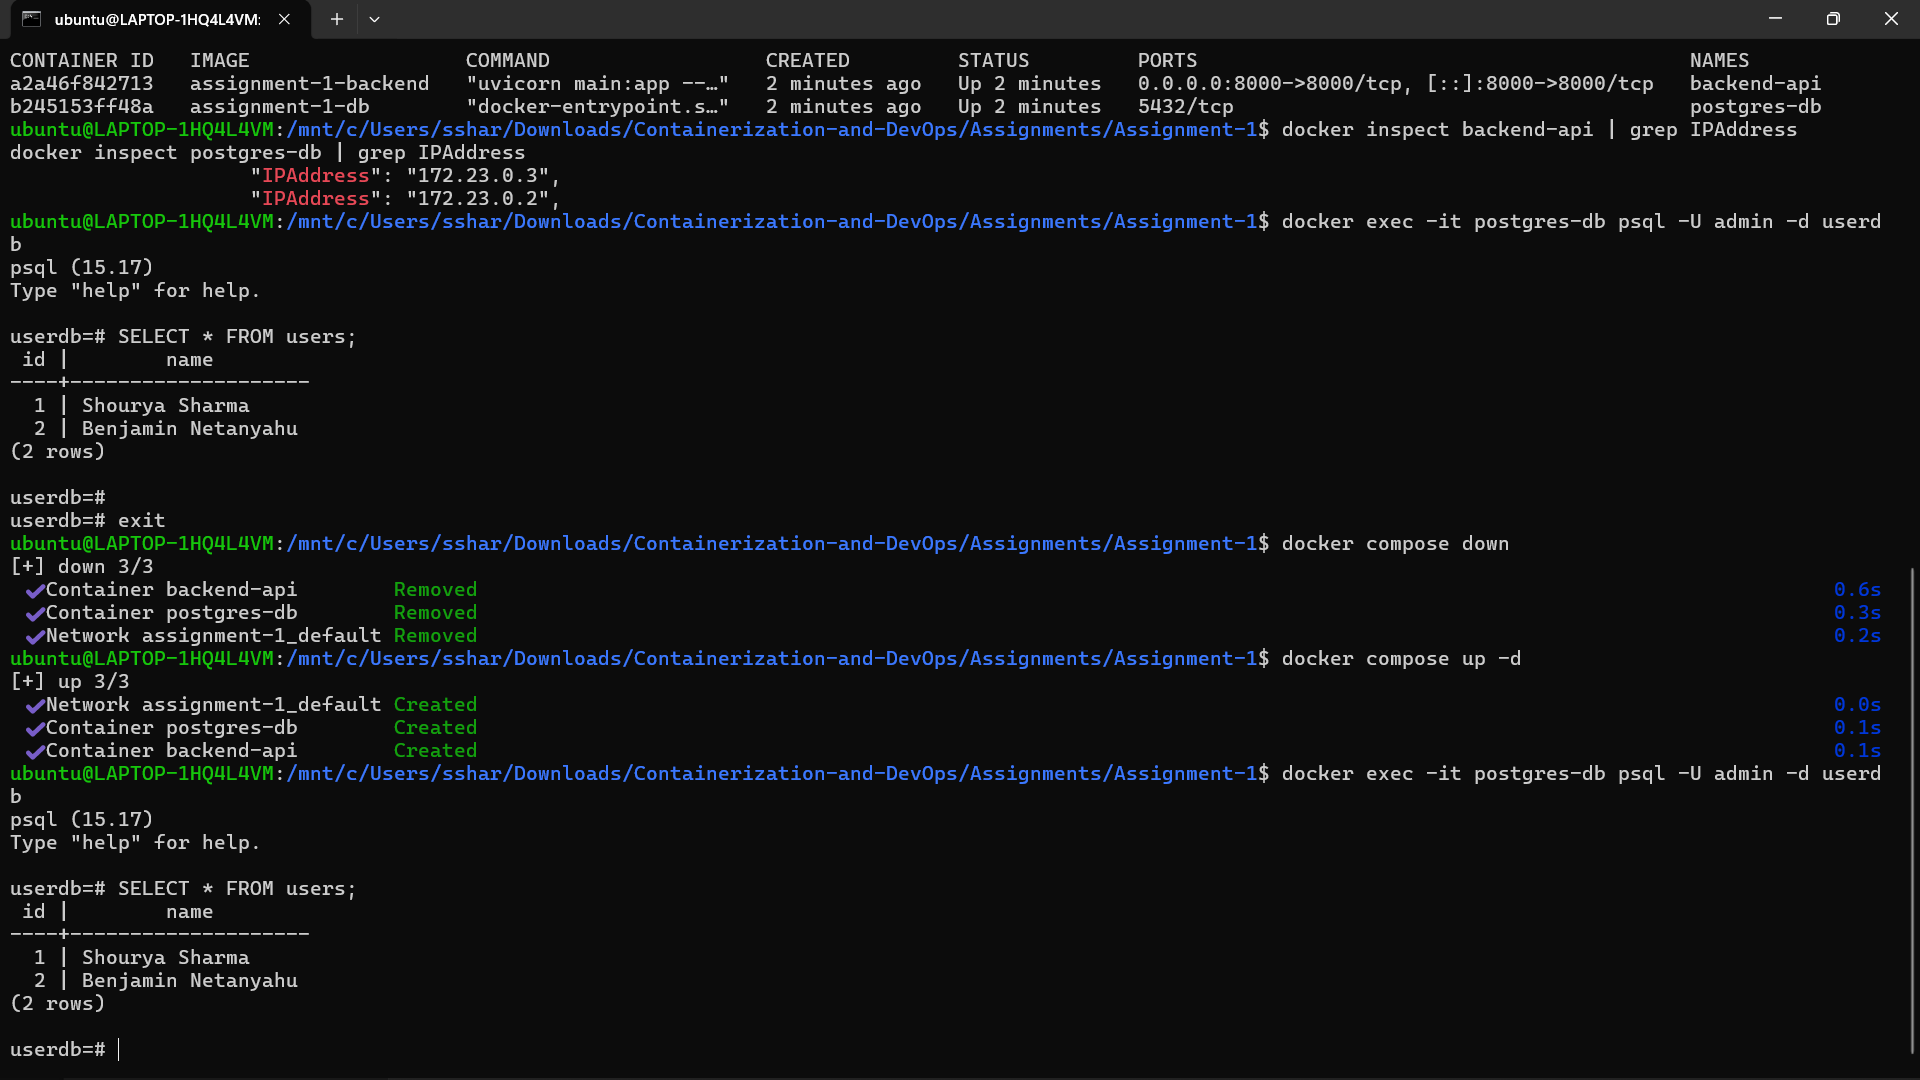 ubuntu@LAPTOP-1HQ4L4VM:
CONTAINER ID   IMAGE                  COMMAND                  CREATED         STATUS         PORTS                                         NAMES
a2a46f842713   assignment-1-backend   "uvicorn main:app --…"   2 minutes ago   Up 2 minutes   0.0.0.0:8000->8000/tcp, [::]:8000->8000/tcp   backend-api
b245153ff48a   assignment-1-db        "docker-entrypoint.s…"   2 minutes ago   Up 2 minutes   5432/tcp                                      postgres-db
ubuntu@LAPTOP-1HQ4L4VM:/mnt/c/Users/sshar/Downloads/Containerization-and-DevOps/Assignments/Assignment-1$ docker inspect backend-api | grep IPAddress
docker inspect postgres-db | grep IPAddress
                    "IPAddress": "172.23.0.3",
                    "IPAddress": "172.23.0.2",
ubuntu@LAPTOP-1HQ4L4VM:/mnt/c/Users/sshar/Downloads/Containerization-and-DevOps/Assignments/Assignment-1$ docker exec -it postgres-db psql -U admin -d userd
b
psql (15.17)
Type "help" for help.
userdb=# SELECT * FROM users;
 id |        name
----+--------------------
  1 | Shourya Sharma
  2 | Benjamin Netanyahu
(2 rows)
userdb=#
userdb=# exit
ubuntu@LAPTOP-1HQ4L4VM:/mnt/c/Users/sshar/Downloads/Containerization-and-DevOps/Assignments/Assignment-1$ docker compose down
[+] down 3/3
 ✔Container backend-api        Removed 0.6s
 ✔Container postgres-db        Removed 0.3s
 ✔Network assignment-1_default Removed 0.2s
ubuntu@LAPTOP-1HQ4L4VM:/mnt/c/Users/sshar/Downloads/Containerization-and-DevOps/Assignments/Assignment-1$ docker compose up -d
[+] up 3/3
 ✔Network assignment-1_default Created 0.0s
 ✔Container postgres-db        Created 0.1s
 ✔Container backend-api        Created 0.1s
ubuntu@LAPTOP-1HQ4L4VM:/mnt/c/Users/sshar/Downloads/Containerization-and-DevOps/Assignments/Assignment-1$ docker exec -it postgres-db psql -U admin -d userd
b
psql (15.17)
Type "help" for help.
userdb=# SELECT * FROM users;
 id |        name
----+--------------------
  1 | Shourya Sharma
  2 | Benjamin Netanyahu
(2 rows)
userdb=#